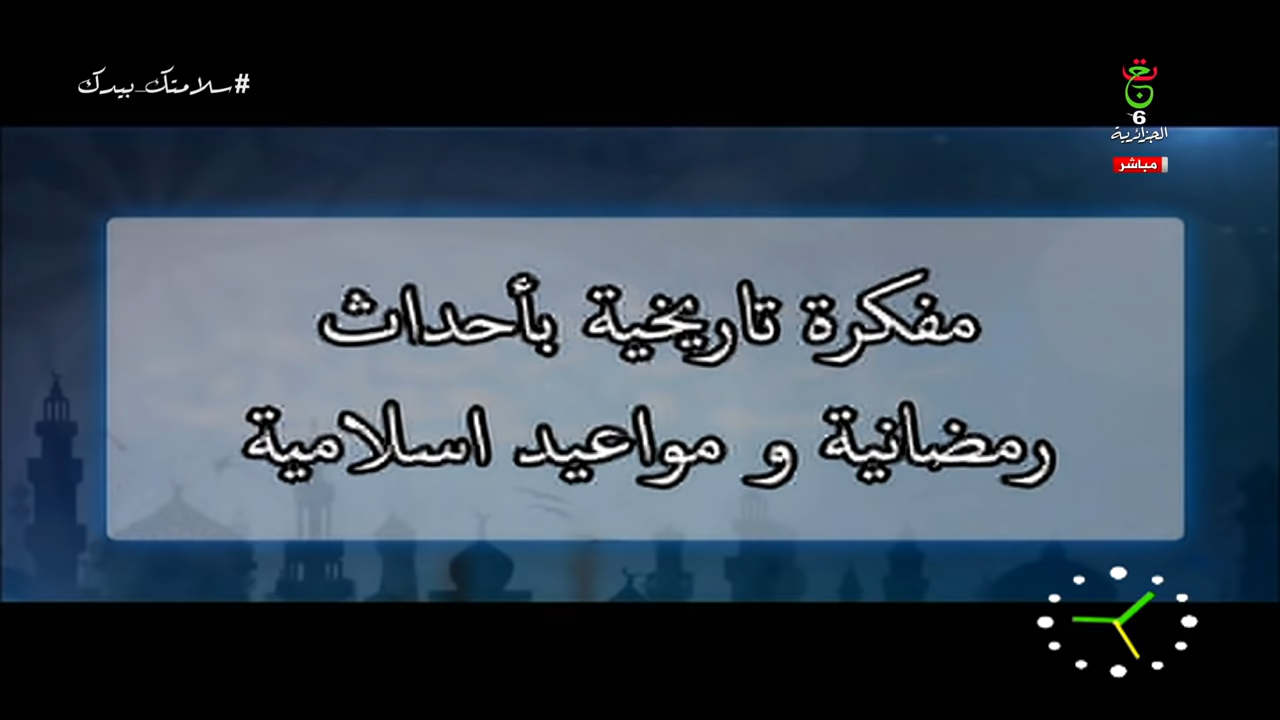 #سلامتك_بيدك
6
الجزائرية
مباشر
مفكرة تاريخية بأحداث
رمضانية و مواعيد اسلامية